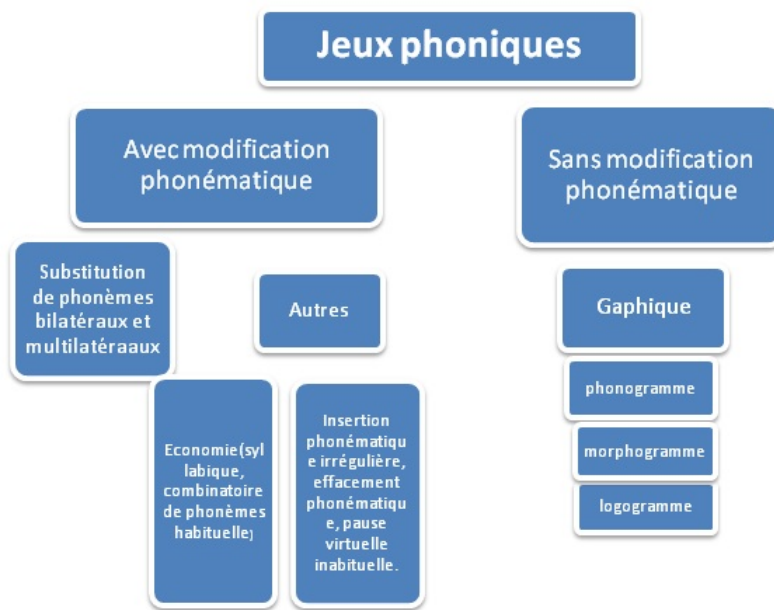 Jeux phoniques
Avec modification
phonématique
Sans modification
phonématique
Substitution
de phonèmes
bilatéraux et
multilatéraaux
Autres
Gaphique
Economie(syl
labique,
combinatoire
de phonèmes
habituelle)
Insertion
phonématiqu
e irrégulière,
effacement
phonématiqu
e, pause
virtuelle
inabituelle.
phonogramme
morphogramme
logogramme